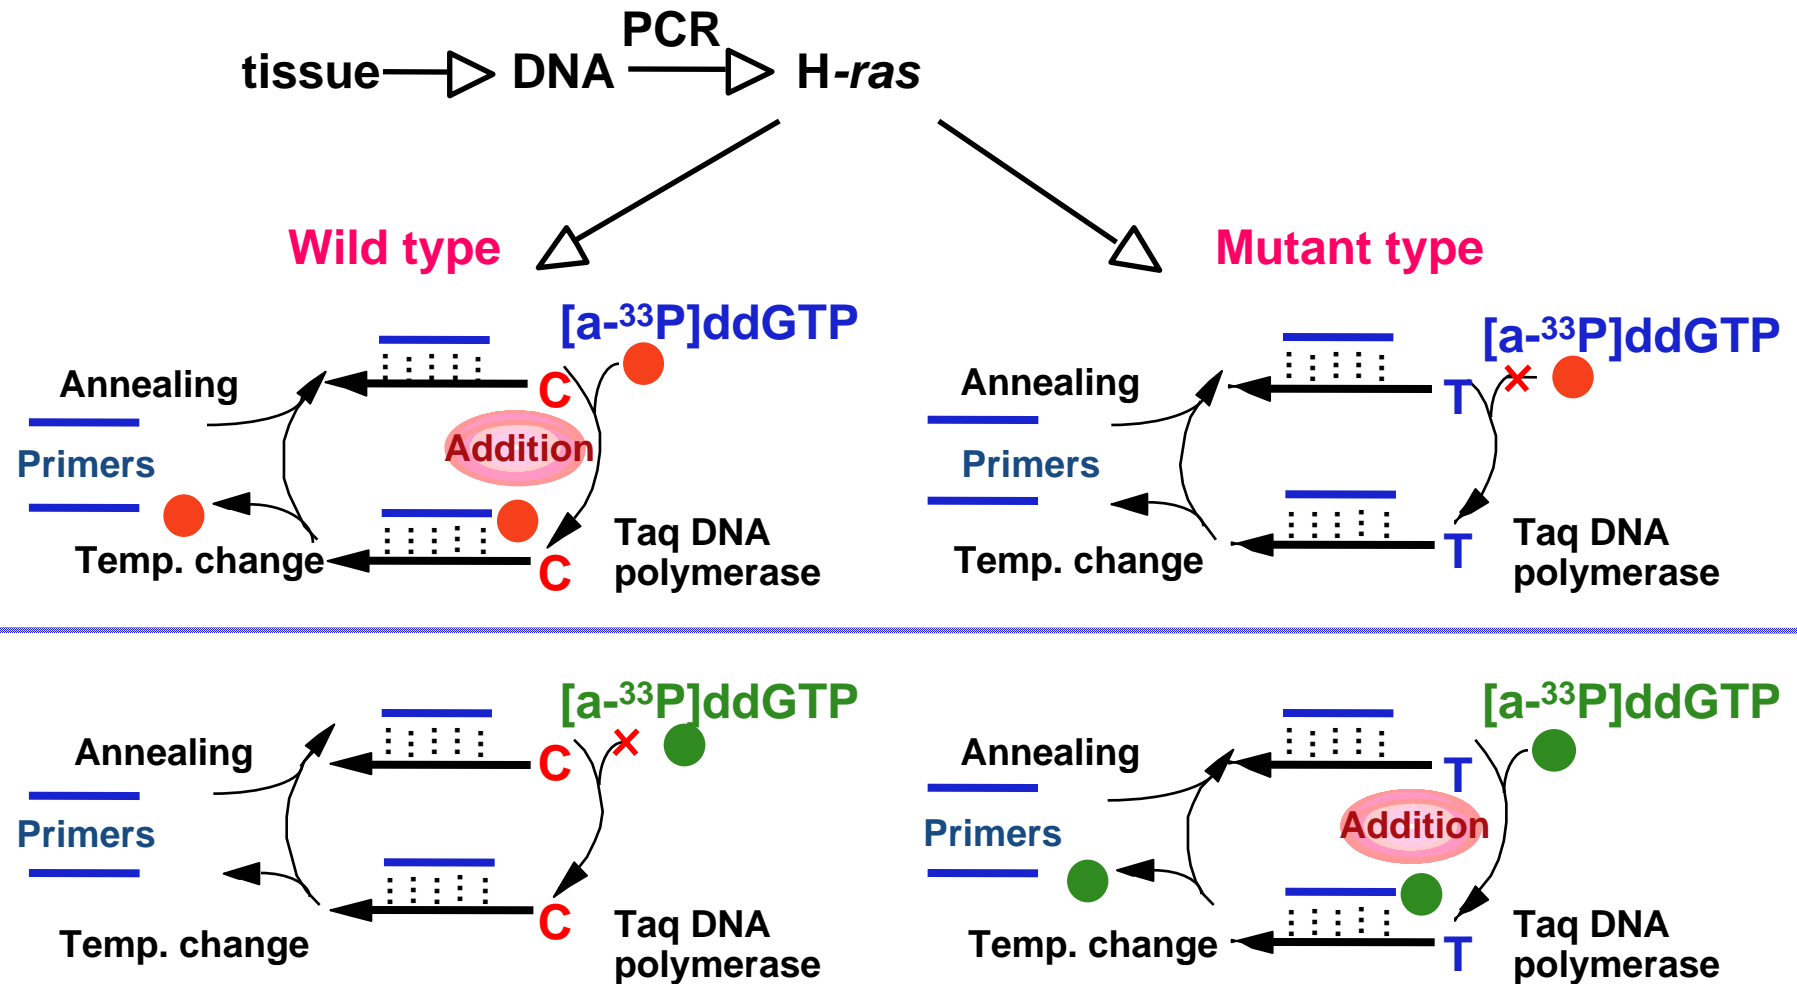 PCR
tissue DNA H-ras
Wild type Mutant type
[a-³³P]ddGTP [a-³³P]ddGTP
Annealing C Annealing T
Addition
Primers Primers
Temp. change C Taq DNA polymerase Temp. change T Taq DNA polymerase
[a-³³P]ddGTP [a-³³P]ddGTP
Annealing C Annealing T
Addition
Primers Primers
Temp. change C Taq DNA polymerase Temp. change T Taq DNA polymerase